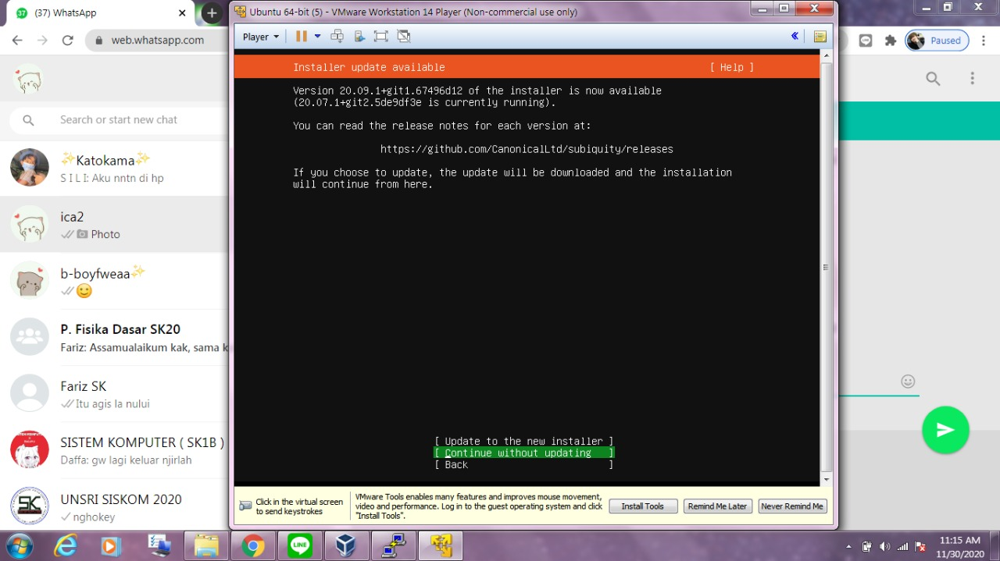 (37) WhatsApp
web.whatsapp.com
Paused
Search or start new chat
✨Katokama✨
S I L I: Aku nntn di hp
ica2
Photo
b-boyfweaa✨
P. Fisika Dasar SK20
Fariz: Assamualaikum kak, sama k
Fariz SK
Itu agis la nului
SISTEM KOMPUTER ( SK1B )
Daffa: gw lagi keluar njirlah
UNSRI SISKOM 2020
nghokey
Ubuntu 64-bit (5) - VMware Workstation 14 Player (Non-commercial use only)
Player
Installer update available [ Help ]
Version 20.09.1+git1.67496d12 of the installer is now available
(20.07.1+git2.5de9df3e is currently running).
You can read the release notes for each version at:
https://github.com/CanonicalLtd/subiquity/releases
If you choose to update, the update will be downloaded and the installation
will continue from here.
[ Update to the new installer ]
[ Continue without updating ]
[ Back ]
Click in the virtual screen
to send keystrokes
VMware Tools enables many features and improves mouse movement,
video and performance. Log in to the guest operating system and click
"Install Tools".
Install Tools
Remind Me Later
Never Remind Me
LINE
11:15 AM
11/30/2020